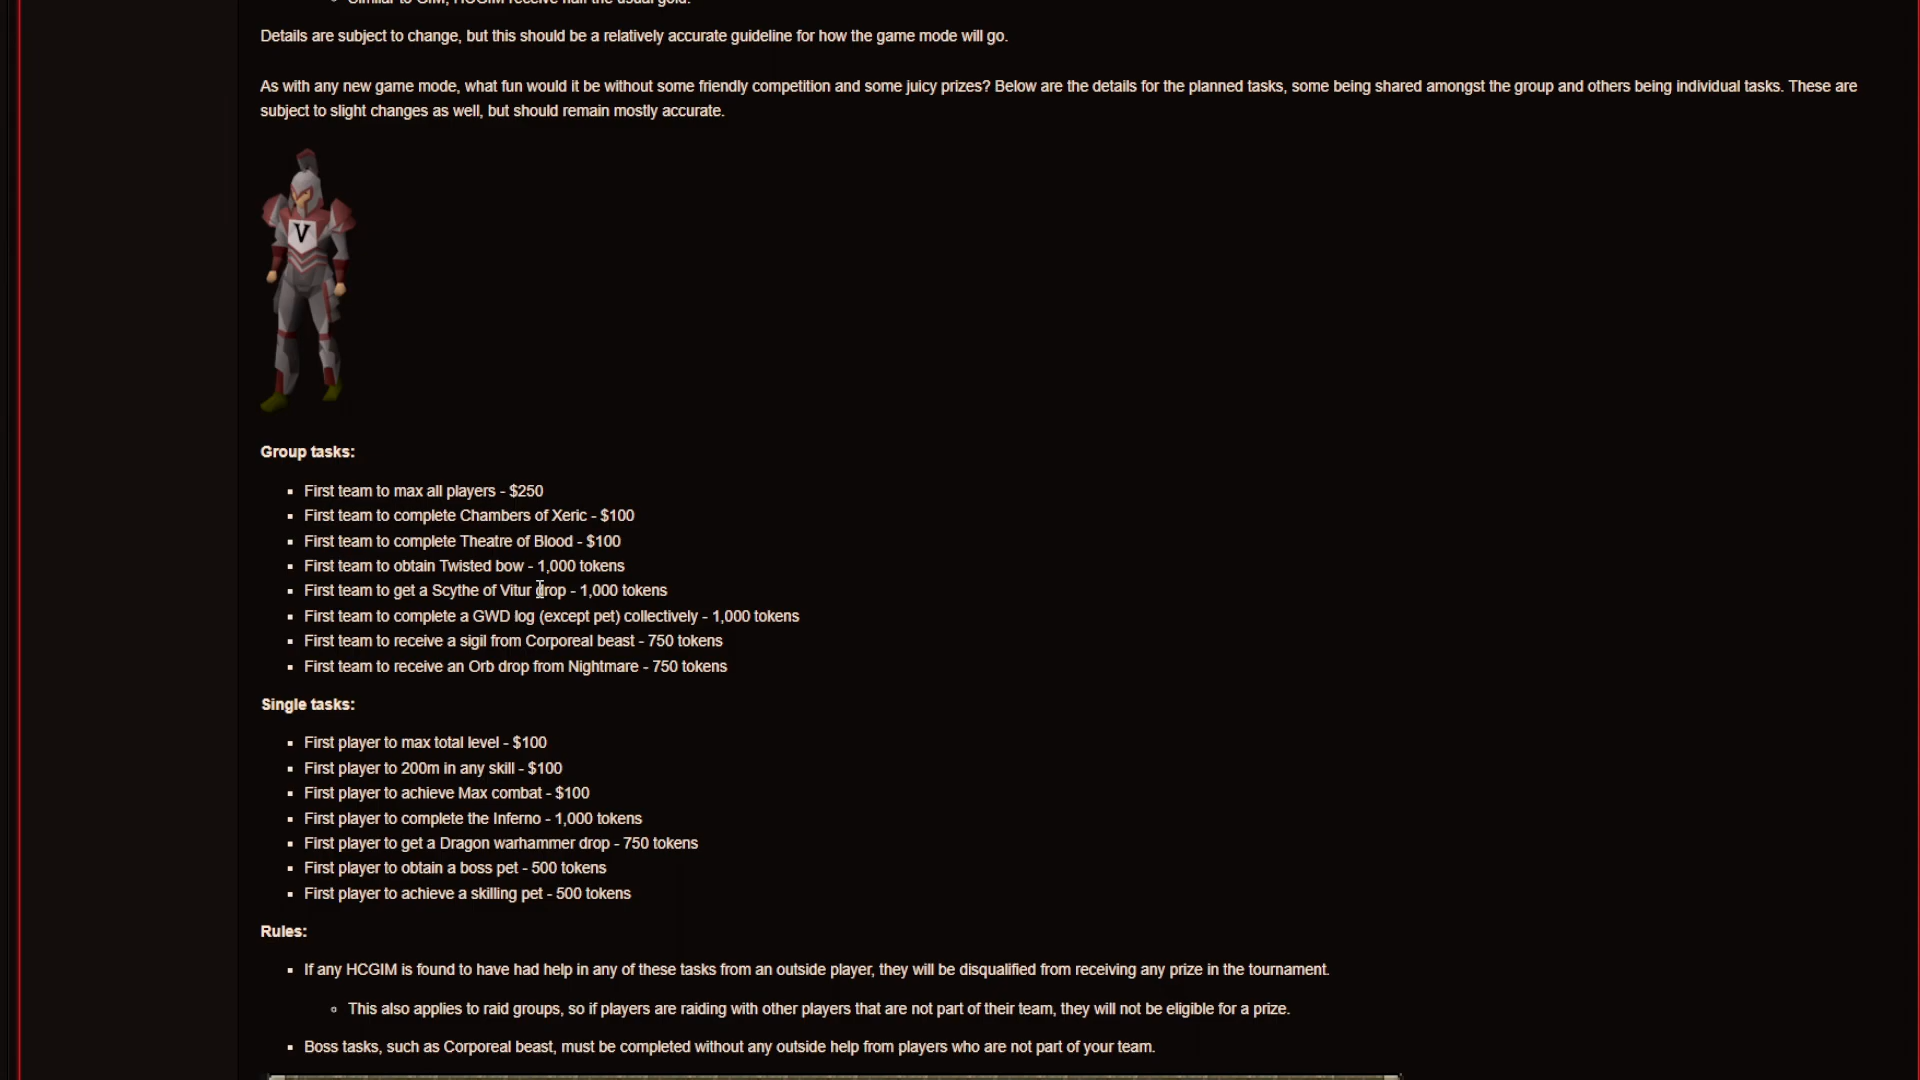 Similar to GIM, HCGIM receive half the usual gold.
Details are subject to change, but this should be a relatively accurate guideline for how the game mode will go.
As with any new game mode, what fun would it be without some friendly competition and some juicy prizes? Below are the details for the planned tasks, some being shared amongst the group and others being individual tasks. These are
subject to slight changes as well, but should remain mostly accurate.
V
Group tasks:
First team to max all players - $250
First team to complete Chambers of Xeric - $100
First team to complete Theatre of Blood - $100
First team to obtain Twisted bow - 1,000 tokens
First team to get a Scythe of Vitur drop - 1,000 tokens
First team to complete a GWD log (except pet) collectively - 1,000 tokens
First team to receive a sigil from Corporeal beast - 750 tokens
First team to receive an Orb drop from Nightmare - 750 tokens
Single tasks:
First player to max total level - $100
First player to 200m in any skill - $100
First player to achieve Max combat - $100
First player to complete the Inferno - 1,000 tokens
First player to get a Dragon warhammer drop - 750 tokens
First player to obtain a boss pet - 500 tokens
First player to achieve a skilling pet - 500 tokens
Rules:
If any HCGIM is found to have had help in any of these tasks from an outside player, they will be disqualified from receiving any prize in the tournament.
This also applies to raid groups, so if players are raiding with other players that are not part of their team, they will not be eligible for a prize.
Boss tasks, such as Corporeal beast, must be completed without any outside help from players who are not part of your team.